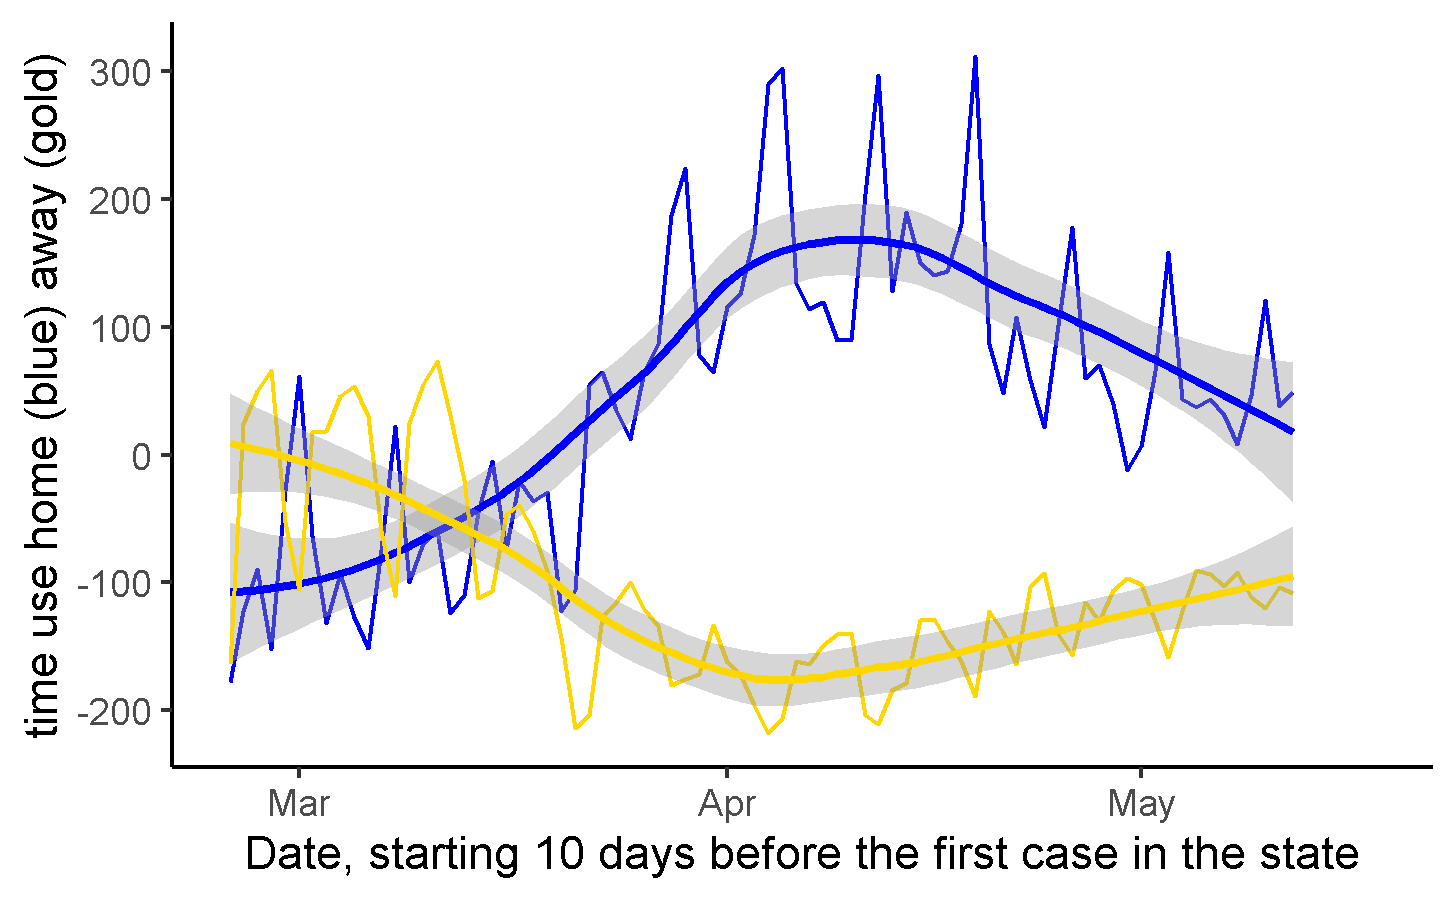 time use home (blue) away (gold)
300
200
100
0
-100
-200
Mar Apr May
Date, starting 10 days before the first case in the state